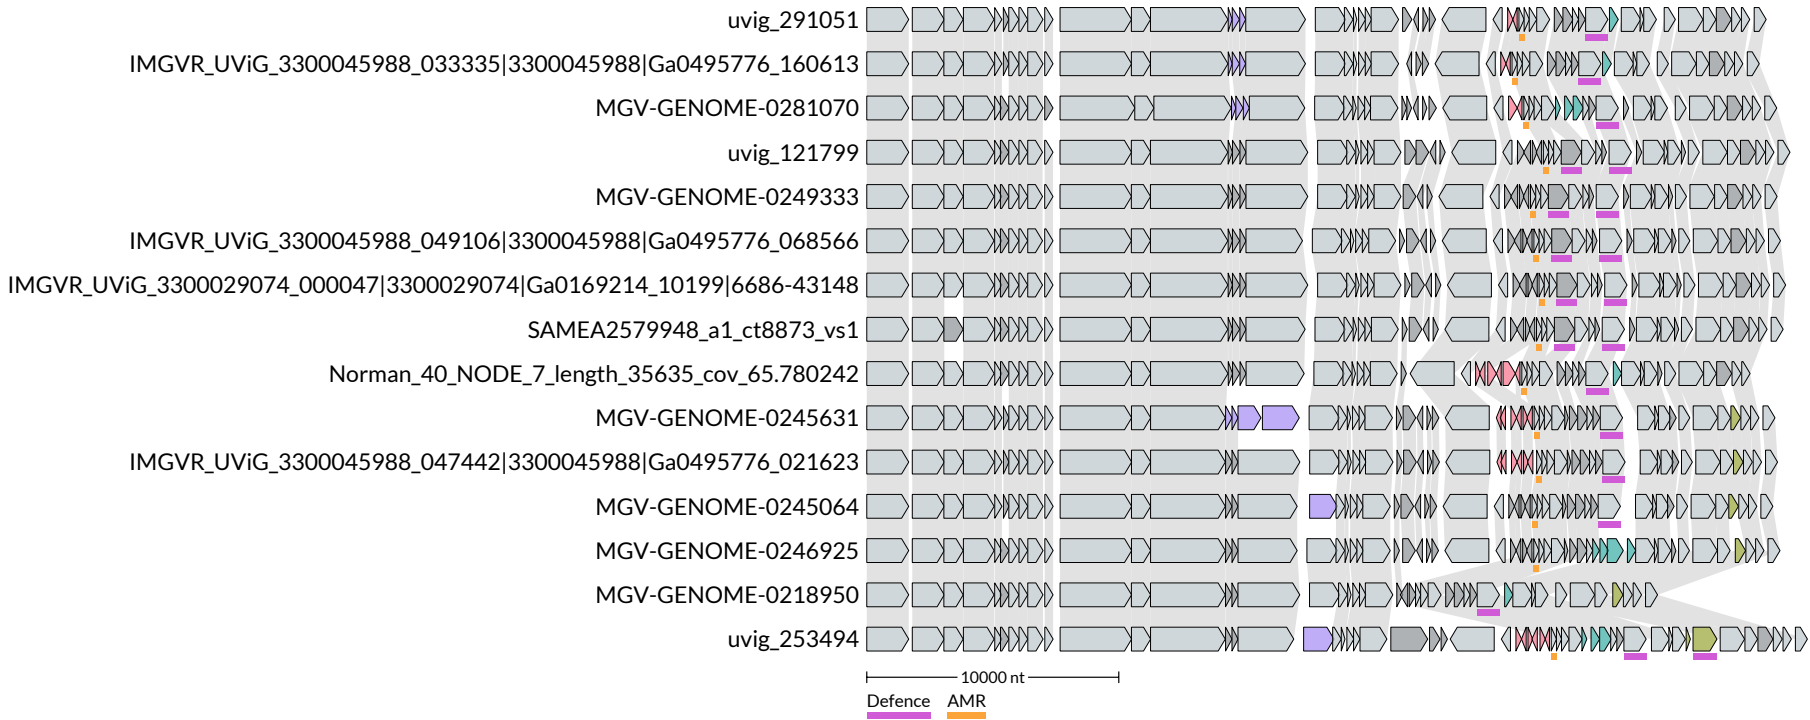 uvig_291051
IMGVR_UViG_3300045988_033335|3300045988|Ga0495776_160613
MGV-GENOME-0281070
uvig_121799
MGV-GENOME-0249333
IMGVR_UViG_3300045988_049106|3300045988|Ga0495776_068566
IMGVR_UViG_3300029074_000047|3300029074|Ga0169214_10199|6686-43148
SAMEA2579948_a1_ct8873_vs1
Norman_40_NODE_7_length_35635_cov_65.780242
MGV-GENOME-0245631
IMGVR_UViG_3300045988_047442|3300045988|Ga0495776_021623
MGV-GENOME-0245064
MGV-GENOME-0246925
MGV-GENOME-0218950
uvig_253494
10000 nt
Defence AMR